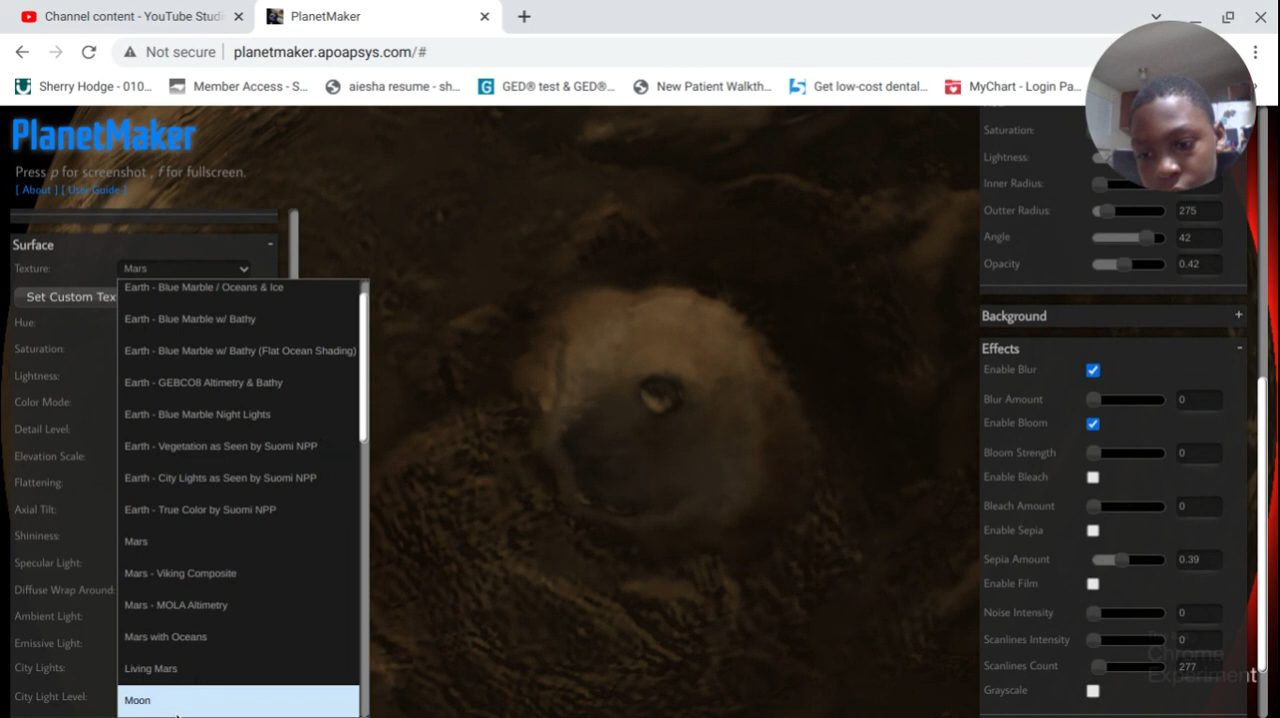 Channel content - YouTube Studi
PlanetMaker
Not secure
planetmaker.apoapsys.com/#
Sherry Hodge - 010...
Member Access - S...
aiesha resume - sh...
GED® test & GED®...
New Patient Walkth...
Get low-cost dental...
MyChart - Login Pa...
PlanetMaker
Press p for screenshot , f for fullscreen.
[ About ] [ User Guide ]
Surface -
Texture: Mars
Set Custom Tex
Hue:
Saturation:
Lightness:
Color Mode:
Detail Level:
Elevation Scale:
Flattening:
Axial Tilt:
Shininess:
Specular Light:
Diffuse Wrap Around:
Ambient Light:
Emissive Light:
City Lights:
City Light Level:
Earth - Blue Marble / Oceans & Ice
Earth - Blue Marble w/ Bathy
Earth - Blue Marble w/ Bathy (Flat Ocean Shading)
Earth - GEBCO8 Altimetry & Bathy
Earth - Blue Marble Night Lights
Earth - Vegetation as Seen by Suomi NPP
Earth - City Lights as Seen by Suomi NPP
Earth - True Color by Suomi NPP
Mars
Mars - Viking Composite
Mars - MOLA Altimetry
Mars with Oceans
Living Mars
Moon
Saturation:
Lightness:
Inner Radius:
Outter Radius: 275
Angle 42
Opacity 0.42
Background +
Effects -
Enable Blur
Blur Amount 0
Enable Bloom
Bloom Strength 0
Enable Bleach
Bleach Amount 0
Enable Sepia
Sepia Amount 0.39
Enable Film
Noise Intensity 0
Scanlines Intensity 0
Scanlines Count 277
Grayscale
Chrome
Experiment